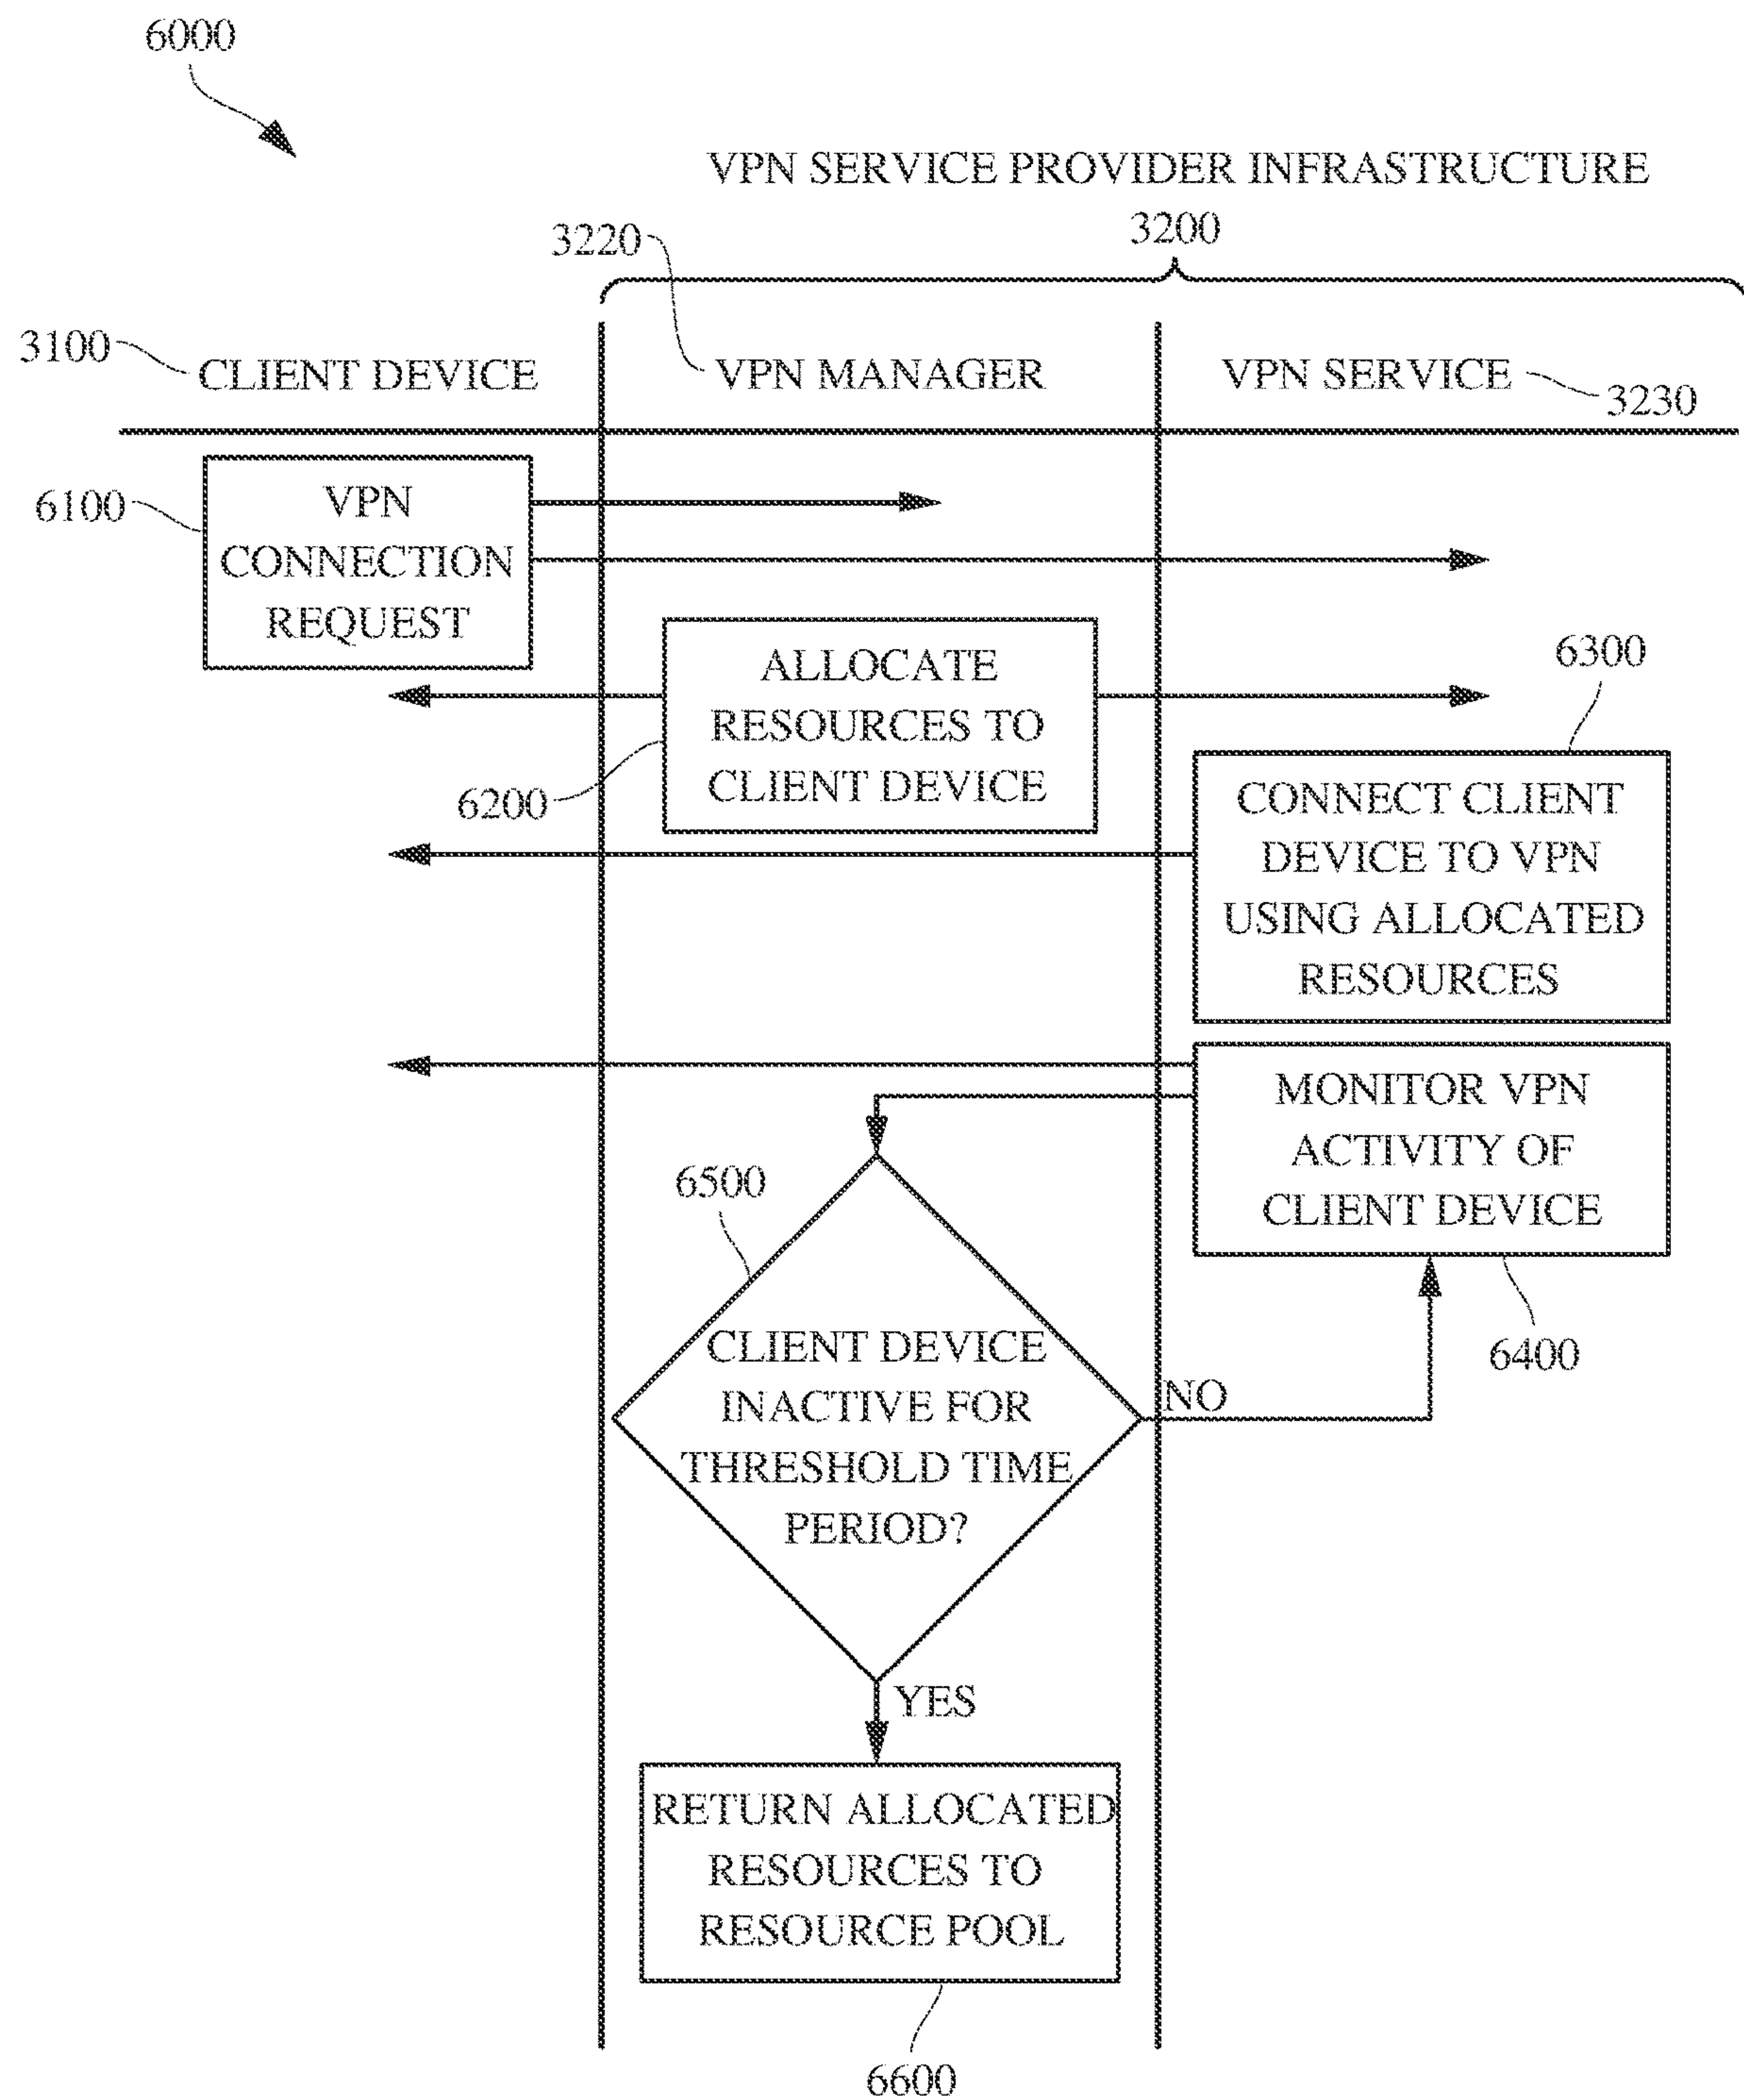 6000
VPN SERVICE PROVIDER INFRASTRUCTURE
3200
3220
3100
CLIENT DEVICE
VPN MANAGER
VPN SERVICE
3230
6100
VPN
CONNECTION
REQUEST
ALLOCATE
RESOURCES TO
CLIENT DEVICE
6200
6300
CONNECT CLIENT
DEVICE TO VPN
USING ALLOCATED
RESOURCES
MONITOR VPN
ACTIVITY OF
CLIENT DEVICE
6400
6500
CLIENT DEVICE
INACTIVE FOR
THRESHOLD TIME
PERIOD?
NO
YES
RETURN ALLOCATED
RESOURCES TO
RESOURCE POOL
6600